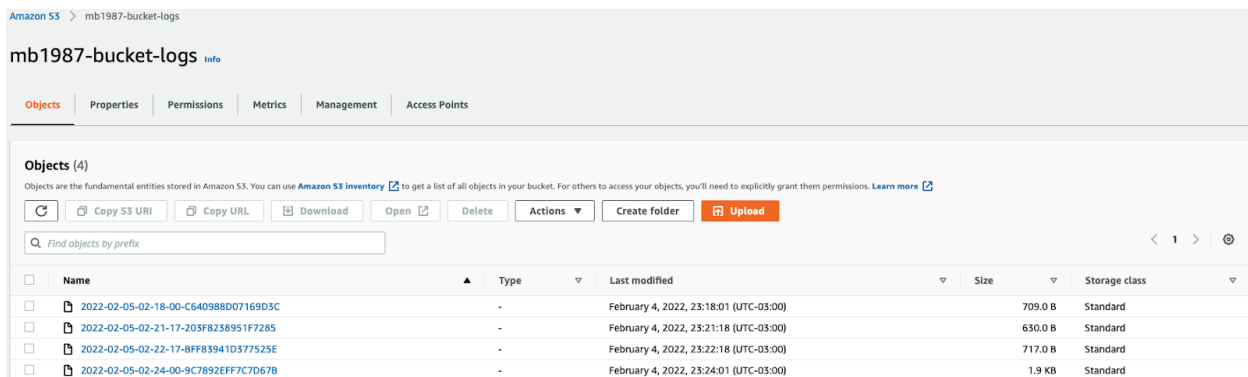 Amazon S3 > mb1987-bucket-logs
mb1987-bucket-logs Info
Objects Properties Permissions Metrics Management Access Points
Objects (4)
Objects are the fundamental entities stored in Amazon S3. You can use Amazon S3 inventory to get a list of all objects in your bucket. For others to access your objects, you'll need to explicitly grant them permissions. Learn more
Copy S3 URI Copy URL Download Open Delete Actions Create folder Upload
Find objects by prefix < 1 >
Name Type Last modified Size Storage class
2022-02-05-02-18-00-C640988D07169D3C - February 4, 2022, 23:18:01 (UTC-03:00) 709.0 B Standard
2022-02-05-02-21-17-203F8238951F7285 - February 4, 2022, 23:21:18 (UTC-03:00) 630.0 B Standard
2022-02-05-02-22-17-BFF83941D377525E - February 4, 2022, 23:22:18 (UTC-03:00) 717.0 B Standard
2022-02-05-02-24-00-9C7892EFF7C7D67B - February 4, 2022, 23:24:01 (UTC-03:00) 1.9 KB Standard